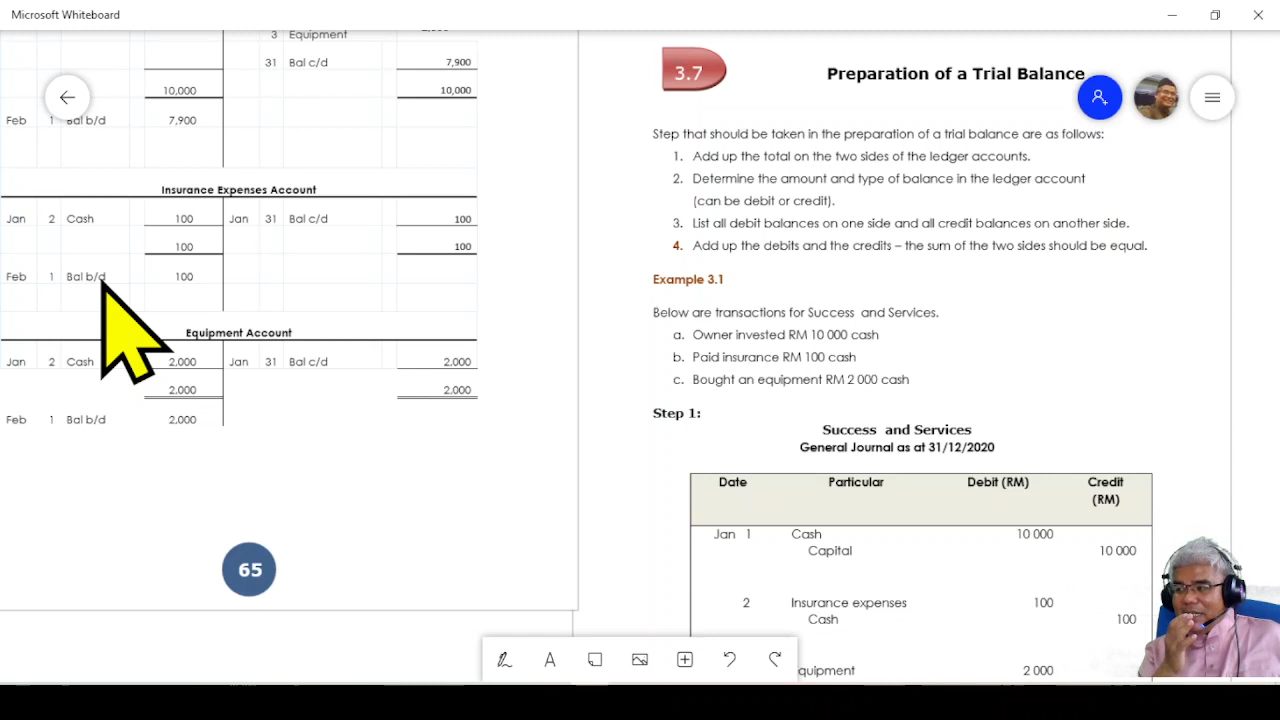 Microsoft Whiteboard
3 Equipment
31 Bal c/d 7,900
10,000 10,000
Feb 1 Bal b/d 7,900
Insurance Expenses Account
Jan 2 Cash 100 Jan 31 Bal c/d 100
100 100
Feb 1 Bal b/d 100
Equipment Account
Jan 2 Cash 2,000 Jan 31 Bal c/d 2,000
2,000 2,000
Feb 1 Bal b/d 2,000
65
3.7 Preparation of a Trial Balance
Step that should be taken in the preparation of a trial balance are as follows:
1. Add up the total on the two sides of the ledger accounts.
2. Determine the amount and type of balance in the ledger account
(can be debit or credit).
3. List all debit balances on one side and all credit balances on another side.
4. Add up the debits and the credits – the sum of the two sides should be equal.
Example 3.1
Below are transactions for Success and Services.
a. Owner invested RM 10 000 cash
b. Paid insurance RM 100 cash
c. Bought an equipment RM 2 000 cash
Step 1:
Success and Services
General Journal as at 31/12/2020
Date Particular Debit (RM) Credit
(RM)
Jan 1 Cash 10 000
Capital 10 000
2 Insurance expenses 100
Cash 100
quipment 2 000